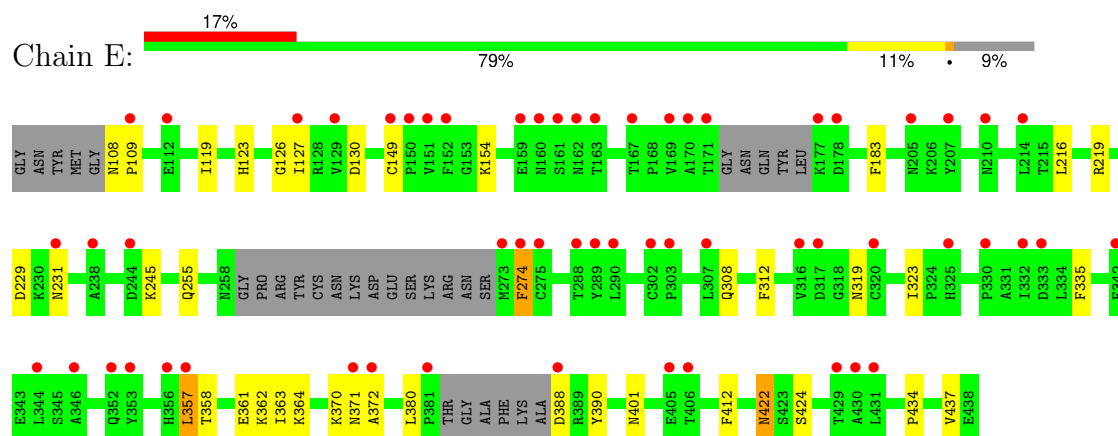 17%
Chain E:
79% 11% • 9%
GLY ASN TYR MET GLY N108 P109 E112 I119 H123 G126 I127 R128 V129 D130 C149 P150 V151 F152 G153 K154 E159 N160 S161 N162 T163 T167 P168 V169 A170 T171 GLY ASN GLN TYR LEU K177 D178 F183 N205 K206 Y207 N210 L214 T215 L216 R219
D229 K230 N231 A238 D244 K245 Q255 N258 GLY PRO ARG TYR CYS ASN LYS ASP GLU SER LYS ARG ASN SER M273 F274 C275 T288 Y289 L290 C302 P303 L307 Q308 F312 V316 D317 G318 N319 C320 I323 P324 H325 P330 A331 I332 D333 L334 F335
E343 L344 S345 A346 Q352 Y353 H356 L357 T358 E361 K362 I363 K364 K370 N371 A372 L380 P381 THR GLY ALA PHE LYS ALA D388 R389 Y390 N401 E405 T406 F412 N422 S423 S424 T429 A430 L431 P434 V437 E438